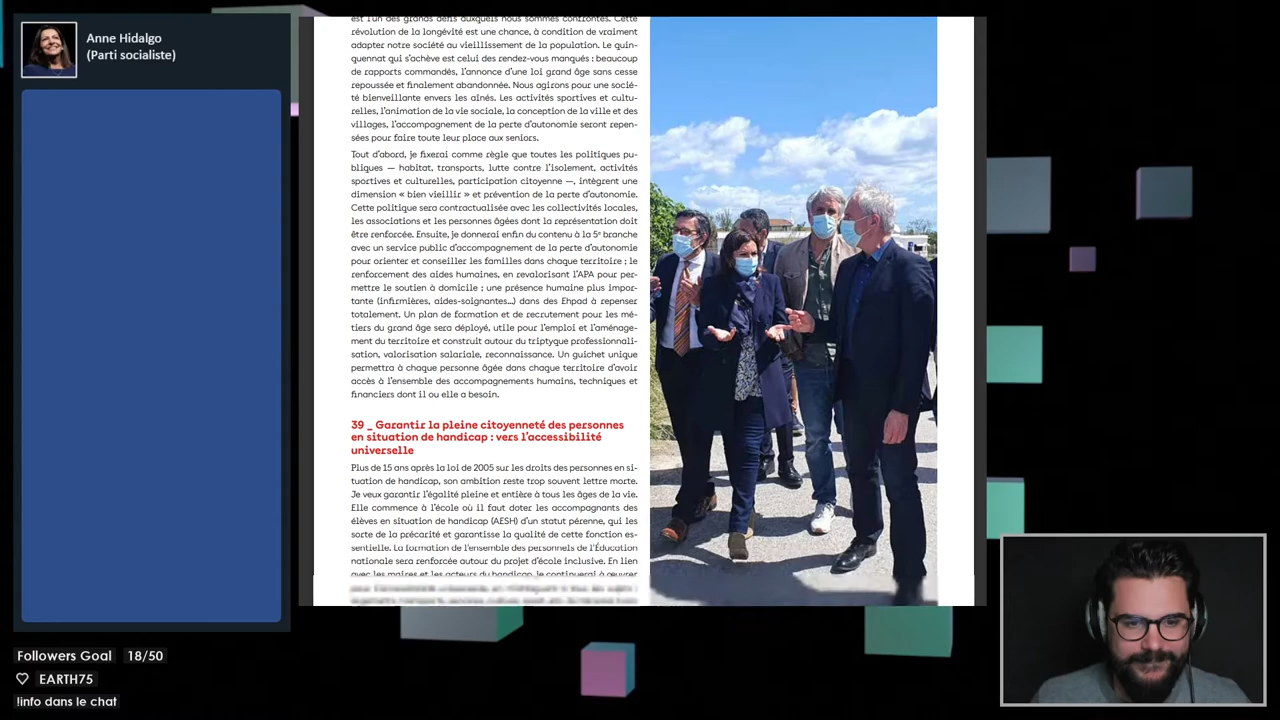 Anne Hidalgo
(Parti socialiste)
est l'un des grands défis auxquels nous sommes confrontés. Cette
révolution de la longévité est une chance, à condition de vraiment
adapter notre société au vieillissement de la population. Le quin-
quennat qui s'achève est celui des rendez-vous manqués : beaucoup
de rapports commandés, l'annonce d'une loi grand âge sans cesse
repoussée et finalement abandonnée. Nous agirons pour une socié-
té bienveillante envers les aînés. Les activités sportives et cultu-
relles, l'animation de la vie sociale, la conception de la ville et des
villages, l'accompagnement de la perte d'autonomie seront repen-
sées pour faire toute leur place aux seniors.
Tout d'abord, je fixerai comme règle que toutes les politiques pu-
bliques — habitat, transports, lutte contre l'isolement, activités
sportives et culturelles, participation citoyenne —, intègrent une
dimension « bien vieillir » et prévention de la perte d'autonomie.
Cette politique sera contractualisée avec les collectivités locales,
les associations et les personnes âgées dont la représentation doit
être renforcée. Ensuite, je donnerai enfin du contenu à la 5e branche
avec un service public d'accompagnement de la perte d'autonomie
pour orienter et conseiller les familles dans chaque territoire ; le
renforcement des aides humaines, en revalorisant l'APA pour per-
mettre le soutien à domicile ; une présence humaine plus impor-
tante (infirmières, aides-soignantes...) dans des Ehpad à repenser
totalement. Un plan de formation et de recrutement pour les mé-
tiers du grand âge sera déployé, utile pour l'emploi et l'aménage-
ment du territoire et construit autour du triptyque professionnali-
sation, valorisation salariale, reconnaissance. Un guichet unique
permettra à chaque personne âgée dans chaque territoire d'avoir
accès à l'ensemble des accompagnements humains, techniques et
financiers dont il ou elle a besoin.
39 _ Garantir la pleine citoyenneté des personnes
en situation de handicap : vers l'accessibilité
universelle
Plus de 15 ans après la loi de 2005 sur les droits des personnes en si-
tuation de handicap, son ambition reste trop souvent lettre morte.
Je veux garantir l'égalité pleine et entière à tous les âges de la vie.
Elle commence à l'école où il faut doter les accompagnants des
élèves en situation de handicap (AESH) d'un statut pérenne, qui les
sorte de la précarité et garantisse la qualité de cette fonction es-
sentielle. La formation de l'ensemble des personnels de l'Éducation
nationale sera renforcée autour du projet d'école inclusive. En lien
avec les maires et les acteurs du handicap, je continuerai à œuvrer
Followers Goal 18/50
EARTH75
!info dans le chat